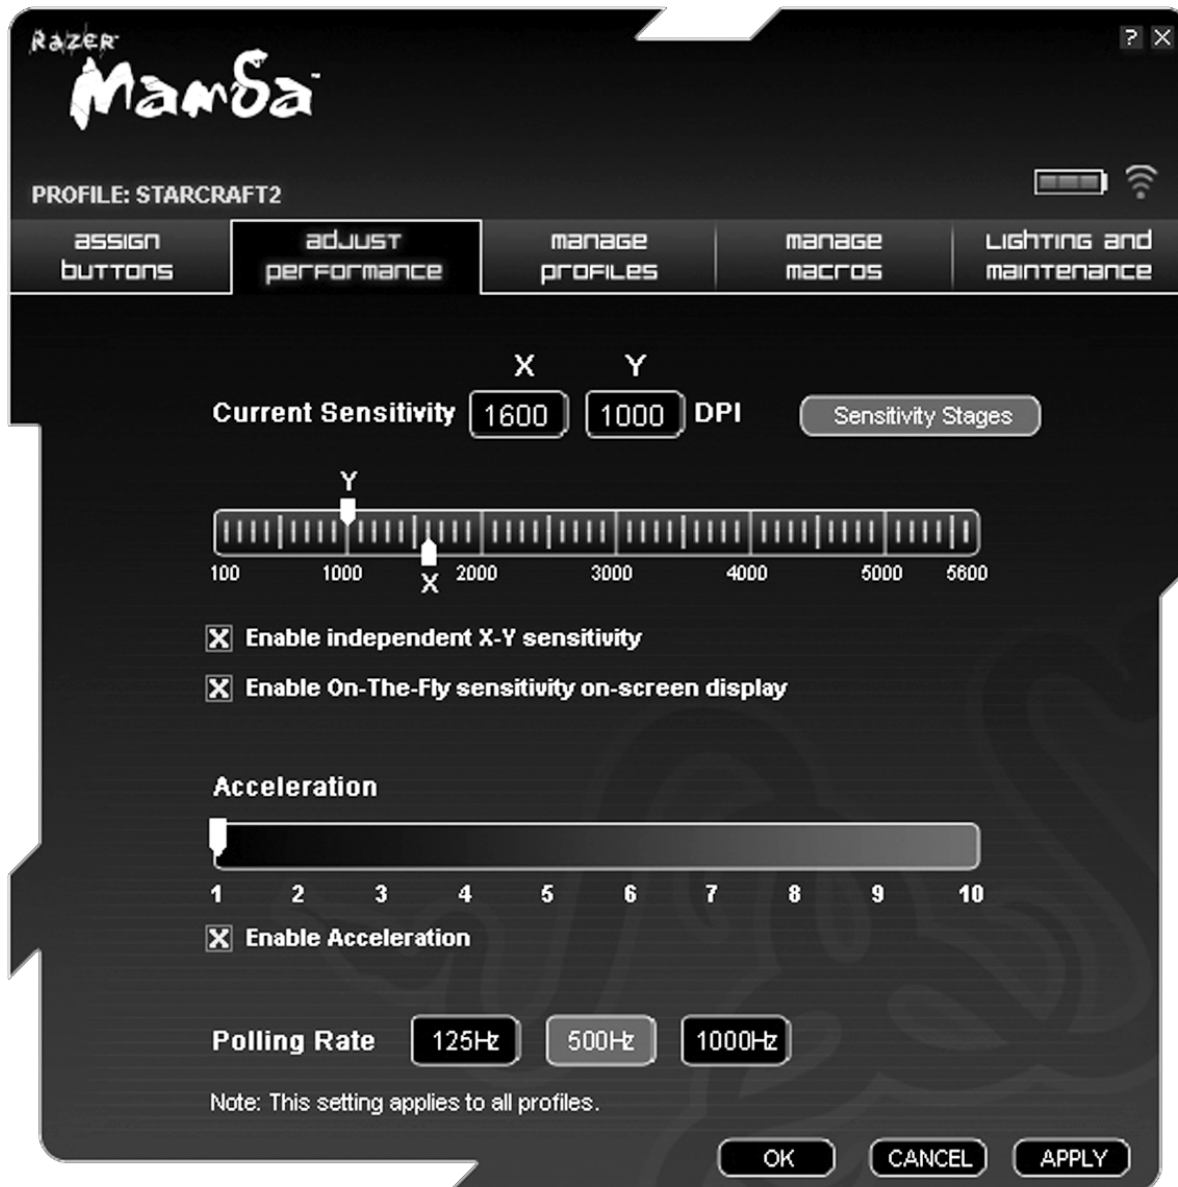 RAZER™
Mamba™
? X
PROFILE: STARCRAFT2
assign buttons
adjust performance
manage profiles
manage macros
Lighting and maintenance
X Y
Current Sensitivity 1600 1000 DPI Sensitivity Stages
Y
100 1000 2000 3000 4000 5000 5600
X
Enable independent X-Y sensitivity
Enable On-The-Fly sensitivity on-screen display
Acceleration
1 2 3 4 5 6 7 8 9 10
Enable Acceleration
Polling Rate 125Hz 500Hz 1000Hz
Note: This setting applies to all profiles.
OK CANCEL APPLY